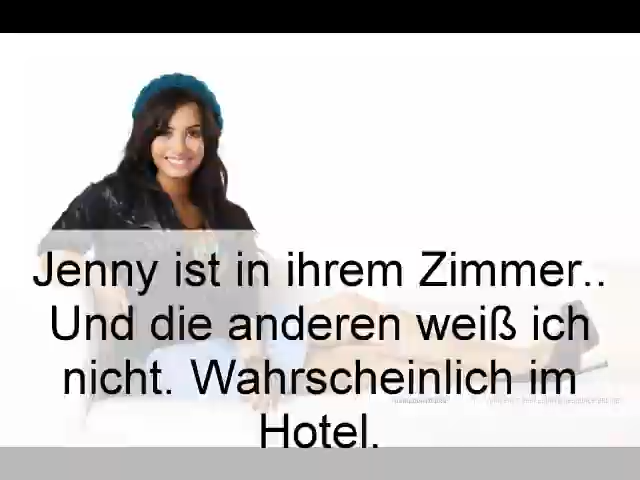 Jenny ist in ihrem Zimmer..
Und die anderen weiß ich
nicht. Wahrscheinlich im
Hotel.